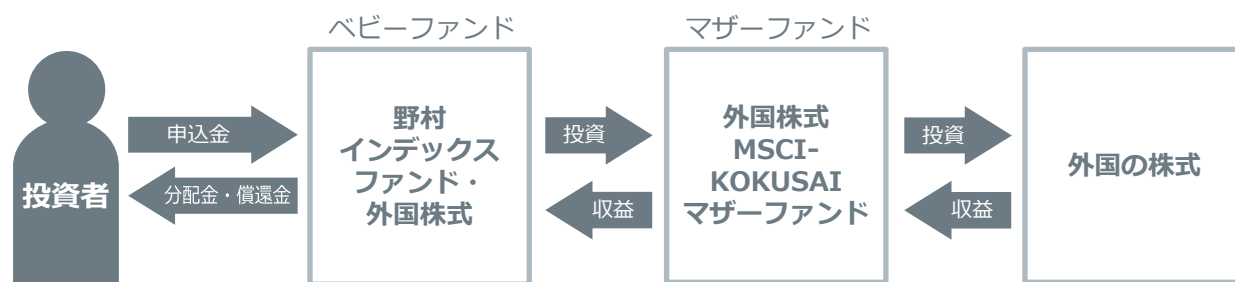 ベビーファンド
マザーファンド
投資者
申込金
分配金・償還金
野村
インデックス
ファンド・
外国株式
投資
収益
外国株式
MSCI-
KOKUSAI
マザーファンド
投資
収益
外国の株式